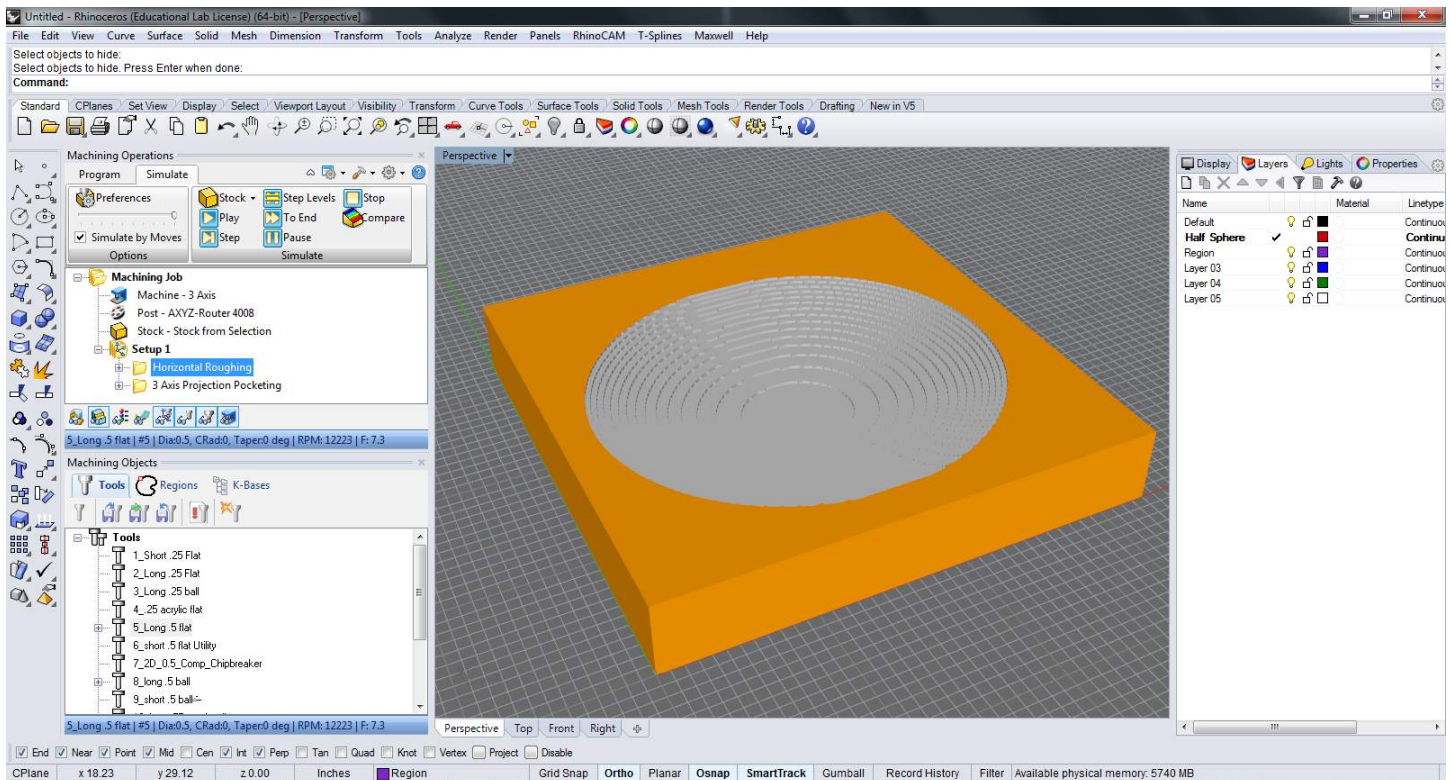 Untitled - Rhinoceros (Educational Lab License) (64-bit) - [Perspective]
File Edit View Curve Surface Solid Mesh Dimension Transform Tools Analyze Render Panels RhinoCAM T-Splines Maxwell Help
Select objects to hide:
Select objects to hide. Press Enter when done:
Command:
Standard CPlanes Set View Display Select Viewport Layout Visibility Transform Curve Tools Surface Tools Solid Tools Mesh Tools Render Tools Drafting New in V5
Machining Operations
Program Simulate
Preferences
Simulate by Moves
Options
Stock Step Levels Stop
Play To End Compare
Step Pause
Simulate
Machining Job
Machine - 3 Axis
Post - AXYZ-Router 4008
Stock - Stock from Selection
Setup 1
Horizontal Roughing
3 Axis Projection Pocketing
5_Long .5 flat | #5 | Dia:0.5, CRad:0, Taper:0 deg | RPM: 12223 | F: 7.3
Machining Objects
Tools Regions K-Bases
Tools
1_Short .25 Flat
2_Long .25 Flat
3_Long .25 ball
4_.25 acrylic flat
5_Long .5 flat
6_short .5 flat Utility
7_2D_0.5_Comp_Chipbreaker
8_long .5 ball
9_short .5 ball
5_Long .5 flat | #5 | Dia:0.5, CRad:0, Taper:0 deg | RPM: 12223 | F: 7.3
Perspective
Perspective Top Front Right
Display Layers Lights Properties
Name Material Linetype
Default Continuou
Half Sphere Continu
Region Continuou
Layer 03 Continuou
Layer 04 Continuou
Layer 05 Continuou
End Near Point Mid Cen Int Perp Tan Quad Knot Vertex Project Disable
CPlane x 18.23 y 29.12 z 0.00 Inches Region Grid Snap Ortho Planar Osnap SmartTrack Gumball Record History Filter Available physical memory: 5740 MB